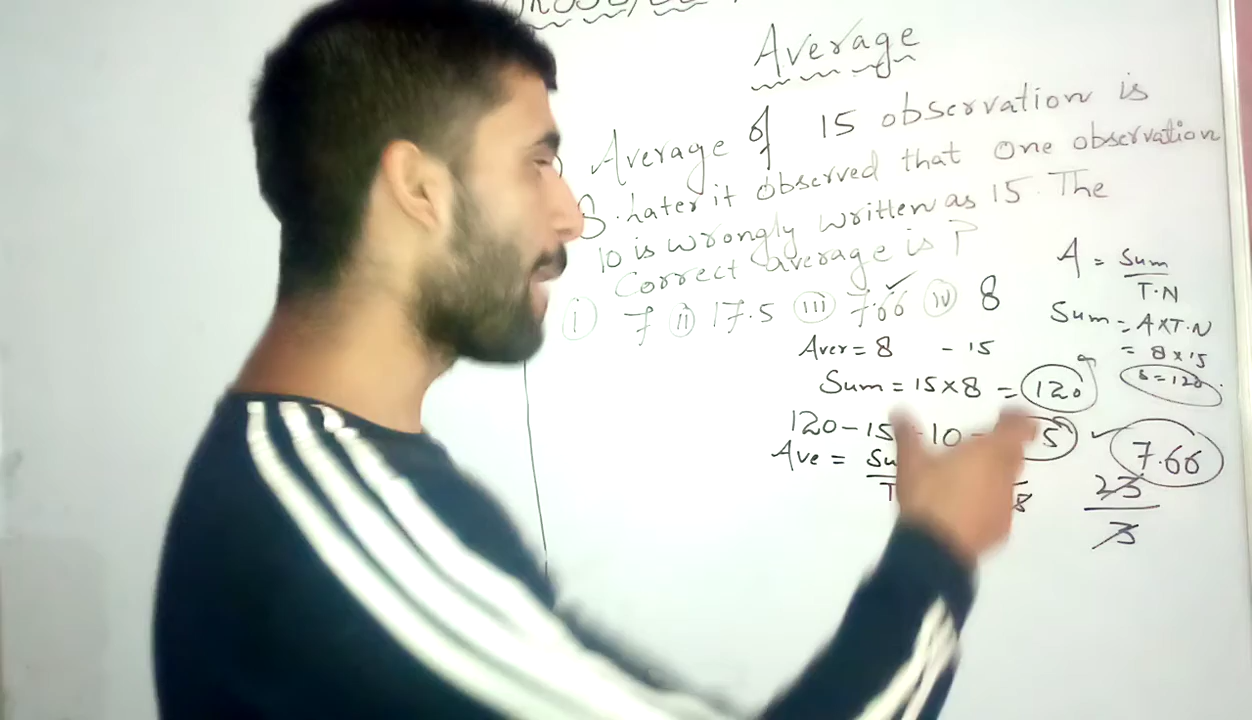 Average
Average of 15 observation is
8. Later it observed that One observation
10 is wrongly written as 15. The
Correct average is ?
(i) 7 (ii) 17.5 (iii) 7.66 ✓ (iv) 8
A = Sum / T.N
Sum = A×T.N
= 8×15
S = 120
Aver = 8 - 15
Sum = 15×8 = 120
120 - 15 10
Ave =
7.66
23
3